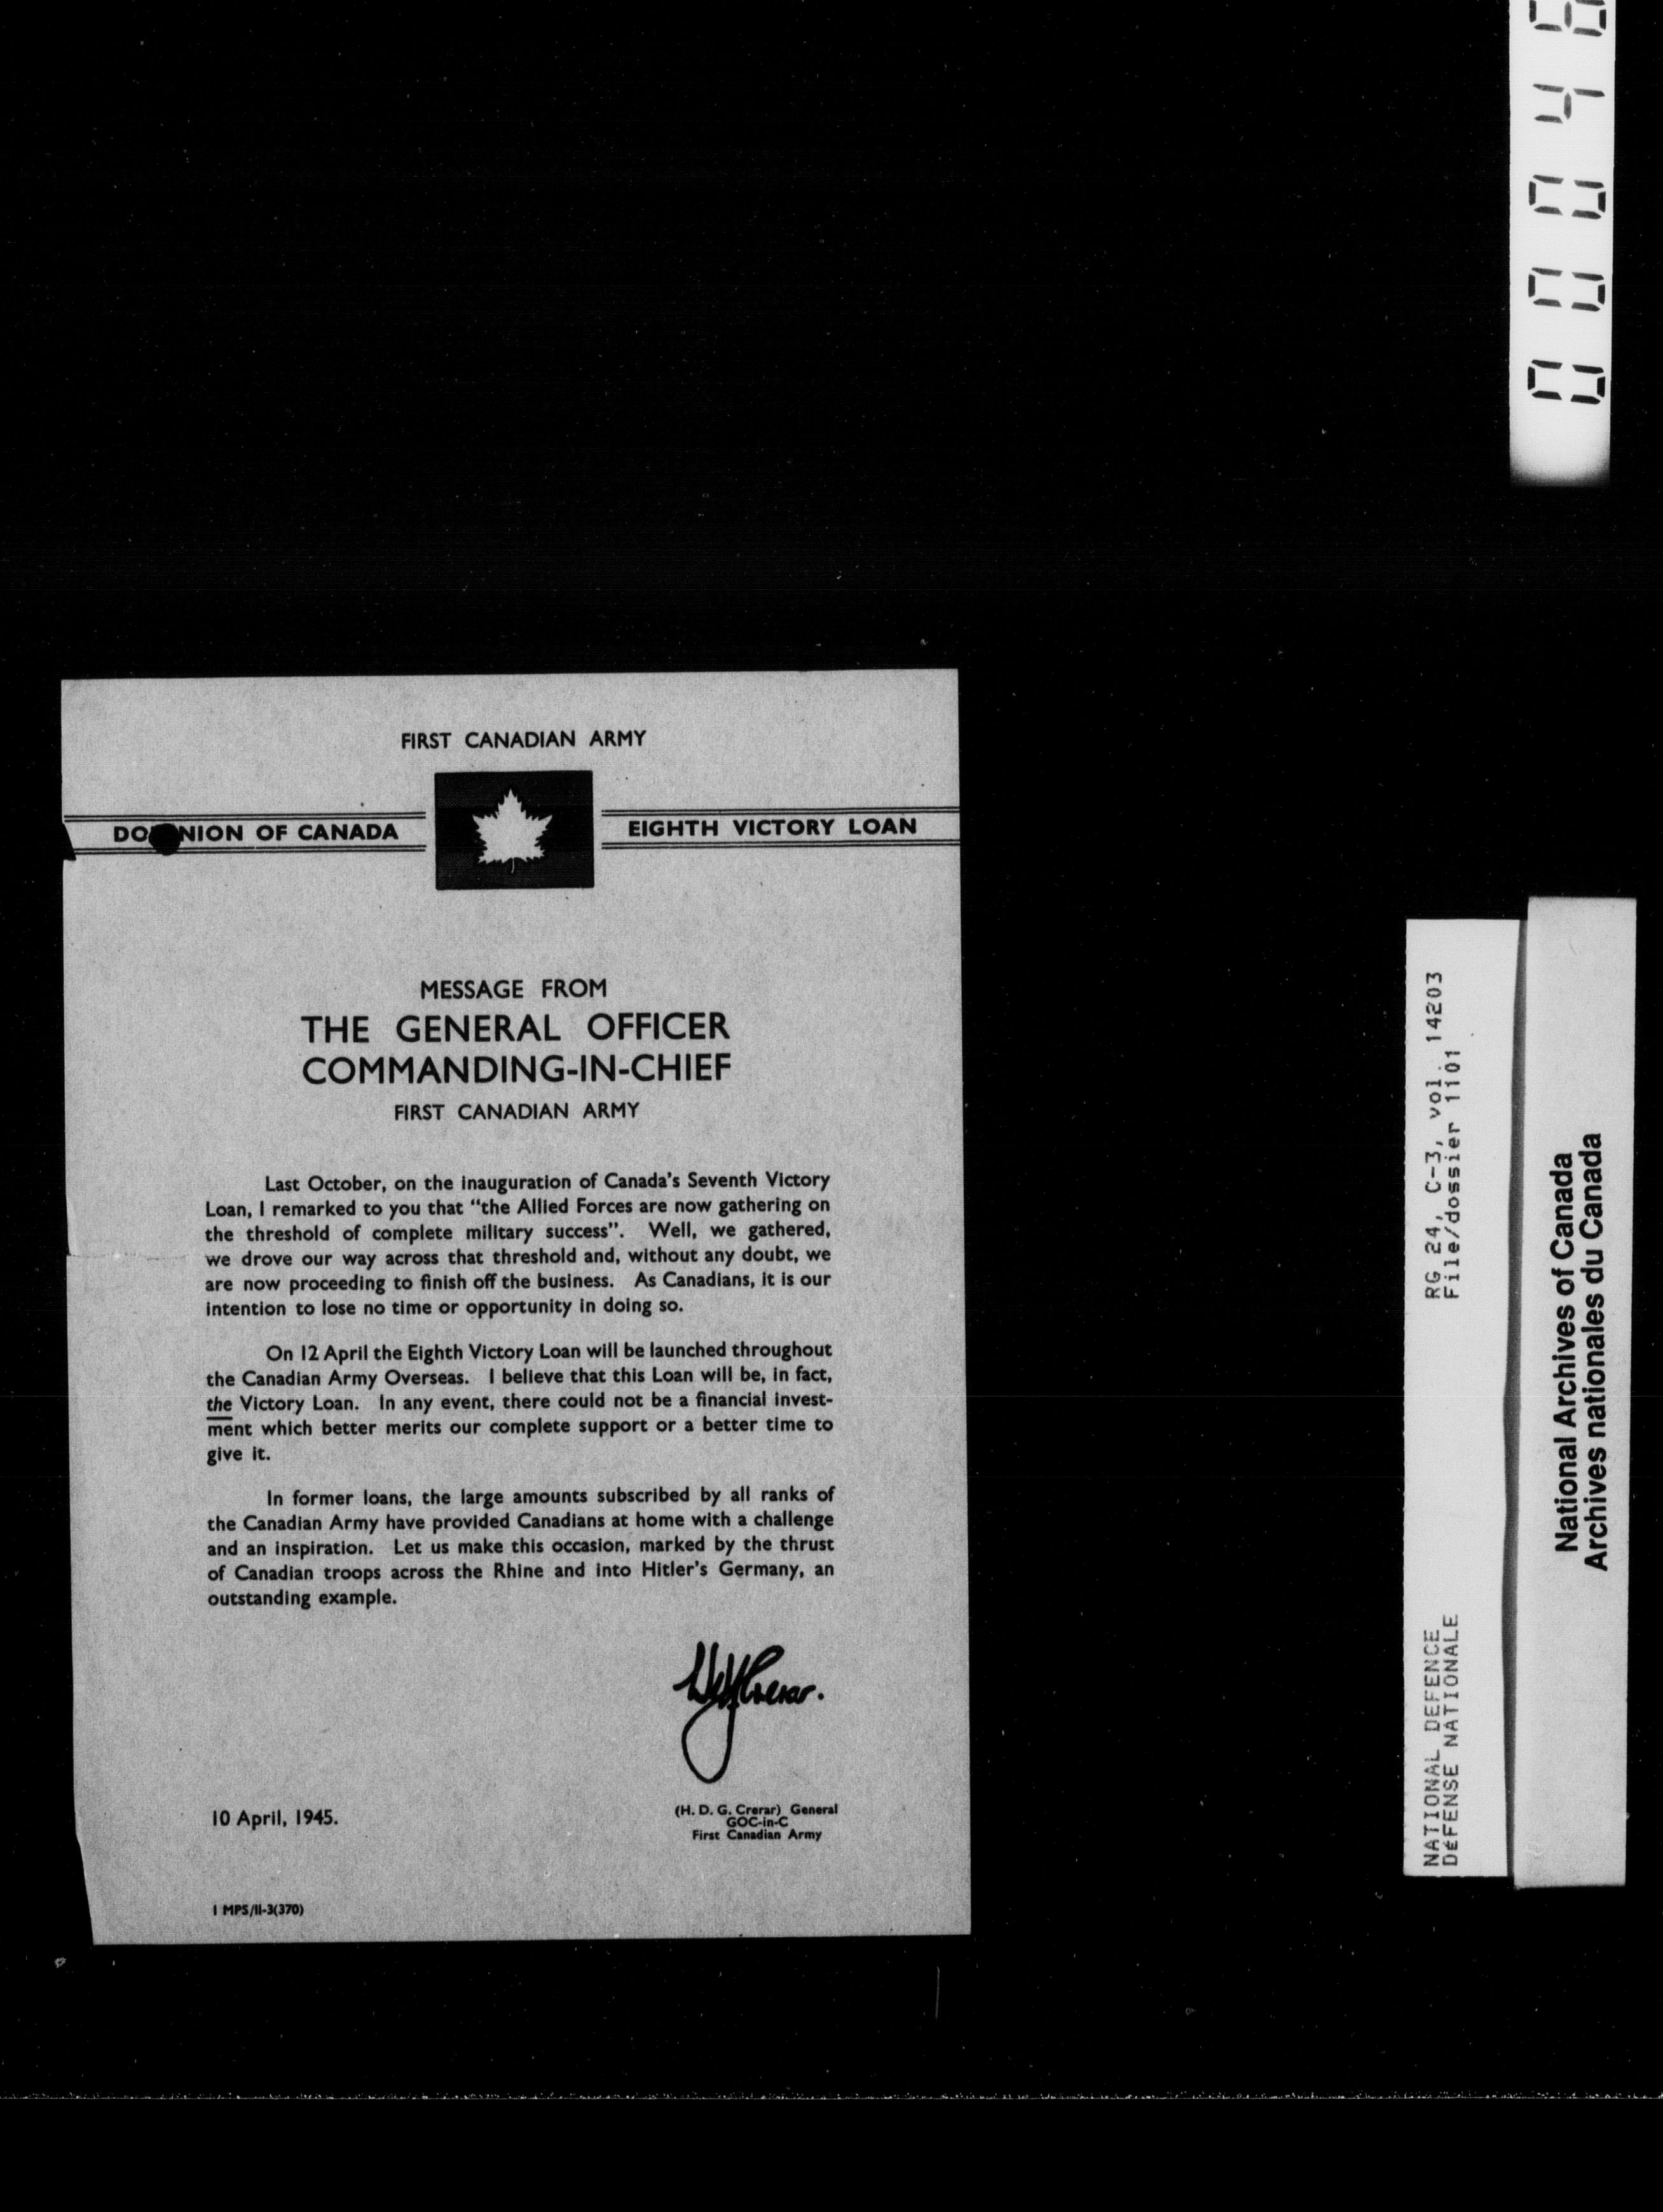 FIRST CANADIAN ARMY
DO NION OF CANADA
EIGHTH VICTORY LOAN
MESSAGE FROM
THE GENERAL OFFICER
COMMANDING-IN-CHIEF
FIRST CANADIAN ARMY
Last October, on the inauguration of Canada's Seventh Victory
Loan, I remarked to you that "the Allied Forces are now gathering on
the threshold of complete military success". Well, we gathered,
we drove our way across that threshold and, without any doubt, we
are now proceeding to finish off the business. As Canadians, it is our
intention to lose no time or opportunity in doing so.
On 12 April the Eighth Victory Loan will be launched throughout
the Canadian Army Overseas. I believe that this Loan will be, in fact,
the Victory Loan. In any event, there could not be a financial invest-
ment which better merits our complete support or a better time to
give it.
In former loans, the large amounts subscribed by all ranks of
the Canadian Army have provided Canadians at home with a challenge
and an inspiration. Let us make this occasion, marked by the thrust
of Canadian troops across the Rhine and into Hitler's Germany, an
outstanding example.
HDGCrerar.
10 April, 1945.
(H. D. G. Crerar) General
GOC-in-C
First Canadian Army
1 MPS/II-3(370)
NATIONAL DEFENCE RG 24, C-3, vol. 14203
DéFENSE NATIONALE File/dossier 1101
National Archives of Canada
Archives nationales du Canada